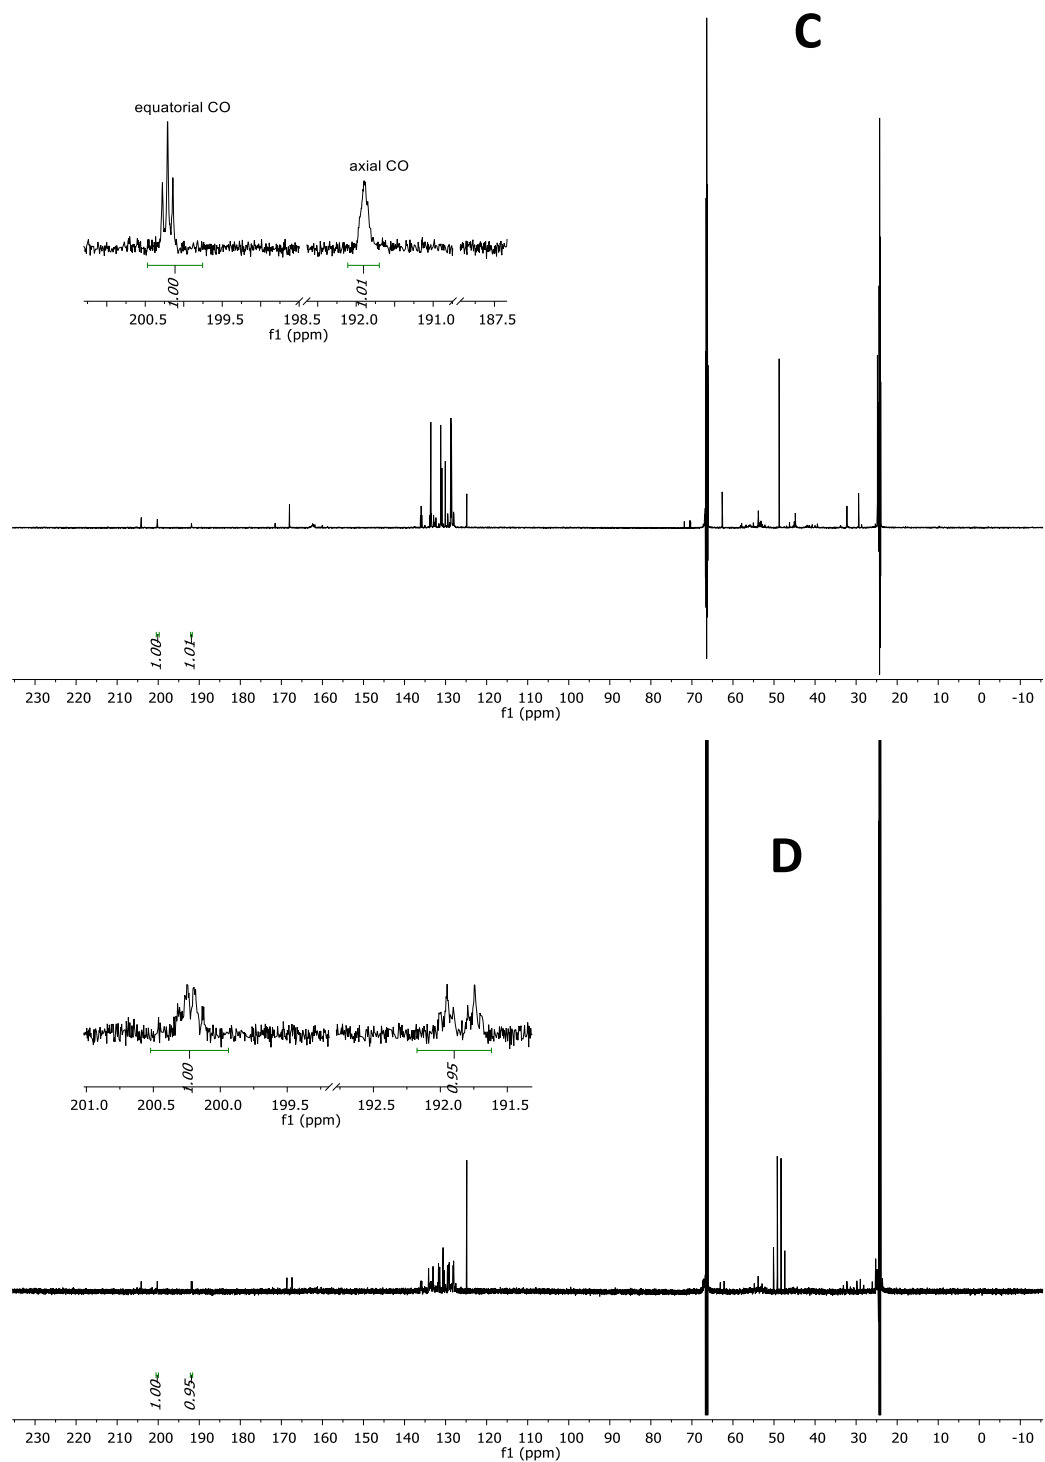 C
equatorial CO
axial CO
1.00
1.01
200.5 199.5 198.5 192.0 191.0 187.5
f1 (ppm)
1.00
1.01
230 220 210 200 190 180 170 160 150 140 130 120 110 100 90 80 70 60 50 40 30 20 10 0 -10
f1 (ppm)
D
1.00
0.95
201.0 200.5 200.0 199.5 192.5 192.0 191.5
f1 (ppm)
1.00
0.95
230 220 210 200 190 180 170 160 150 140 130 120 110 100 90 80 70 60 50 40 30 20 10 0 -10
f1 (ppm)